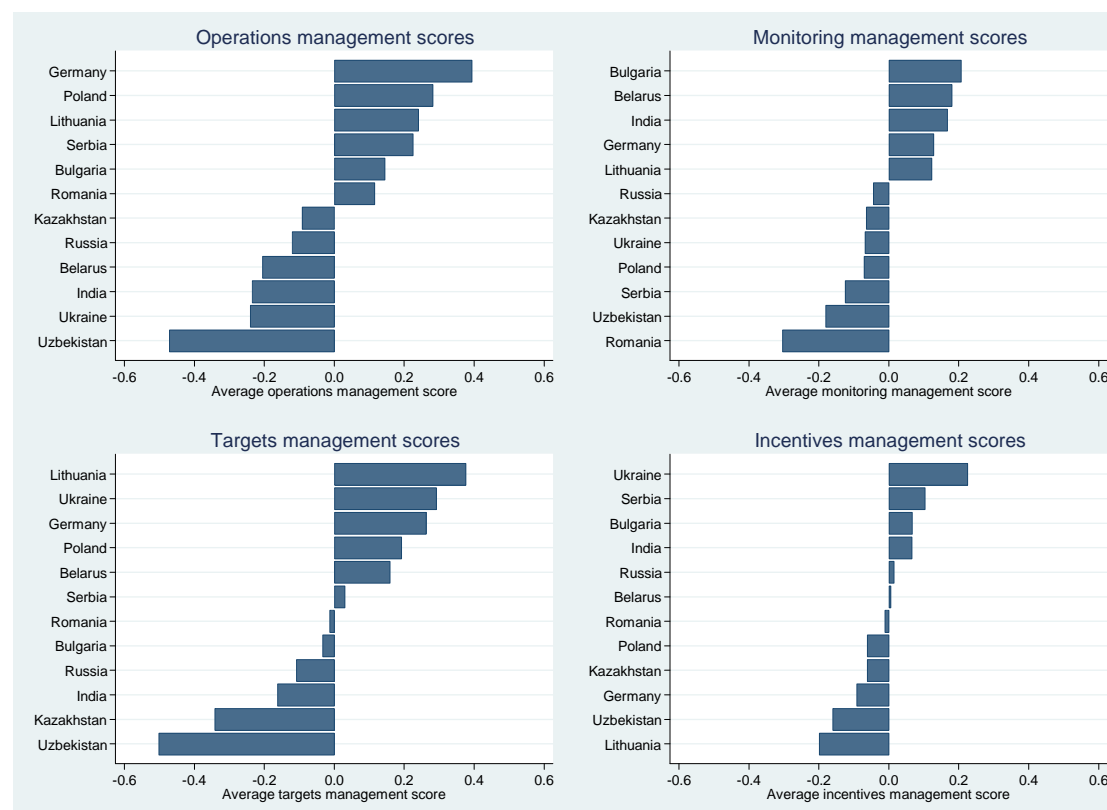 Operations management scores
Germany
Poland
Lithuania
Serbia
Bulgaria
Romania
Kazakhstan
Russia
Belarus
India
Ukraine
Uzbekistan
-0.6 -0.4 -0.2 0.0 0.2 0.4 0.6
Average operations management score
Monitoring management scores
Bulgaria
Belarus
India
Germany
Lithuania
Russia
Kazakhstan
Ukraine
Poland
Serbia
Uzbekistan
Romania
-0.6 -0.4 -0.2 0.0 0.2 0.4 0.6
Average monitoring management score
Targets management scores
Lithuania
Ukraine
Germany
Poland
Belarus
Serbia
Romania
Bulgaria
Russia
India
Kazakhstan
Uzbekistan
-0.6 -0.4 -0.2 0.0 0.2 0.4 0.6
Average targets management score
Incentives management scores
Ukraine
Serbia
Bulgaria
India
Russia
Belarus
Romania
Poland
Kazakhstan
Germany
Uzbekistan
Lithuania
-0.6 -0.4 -0.2 0.0 0.2 0.4 0.6
Average incentives management score